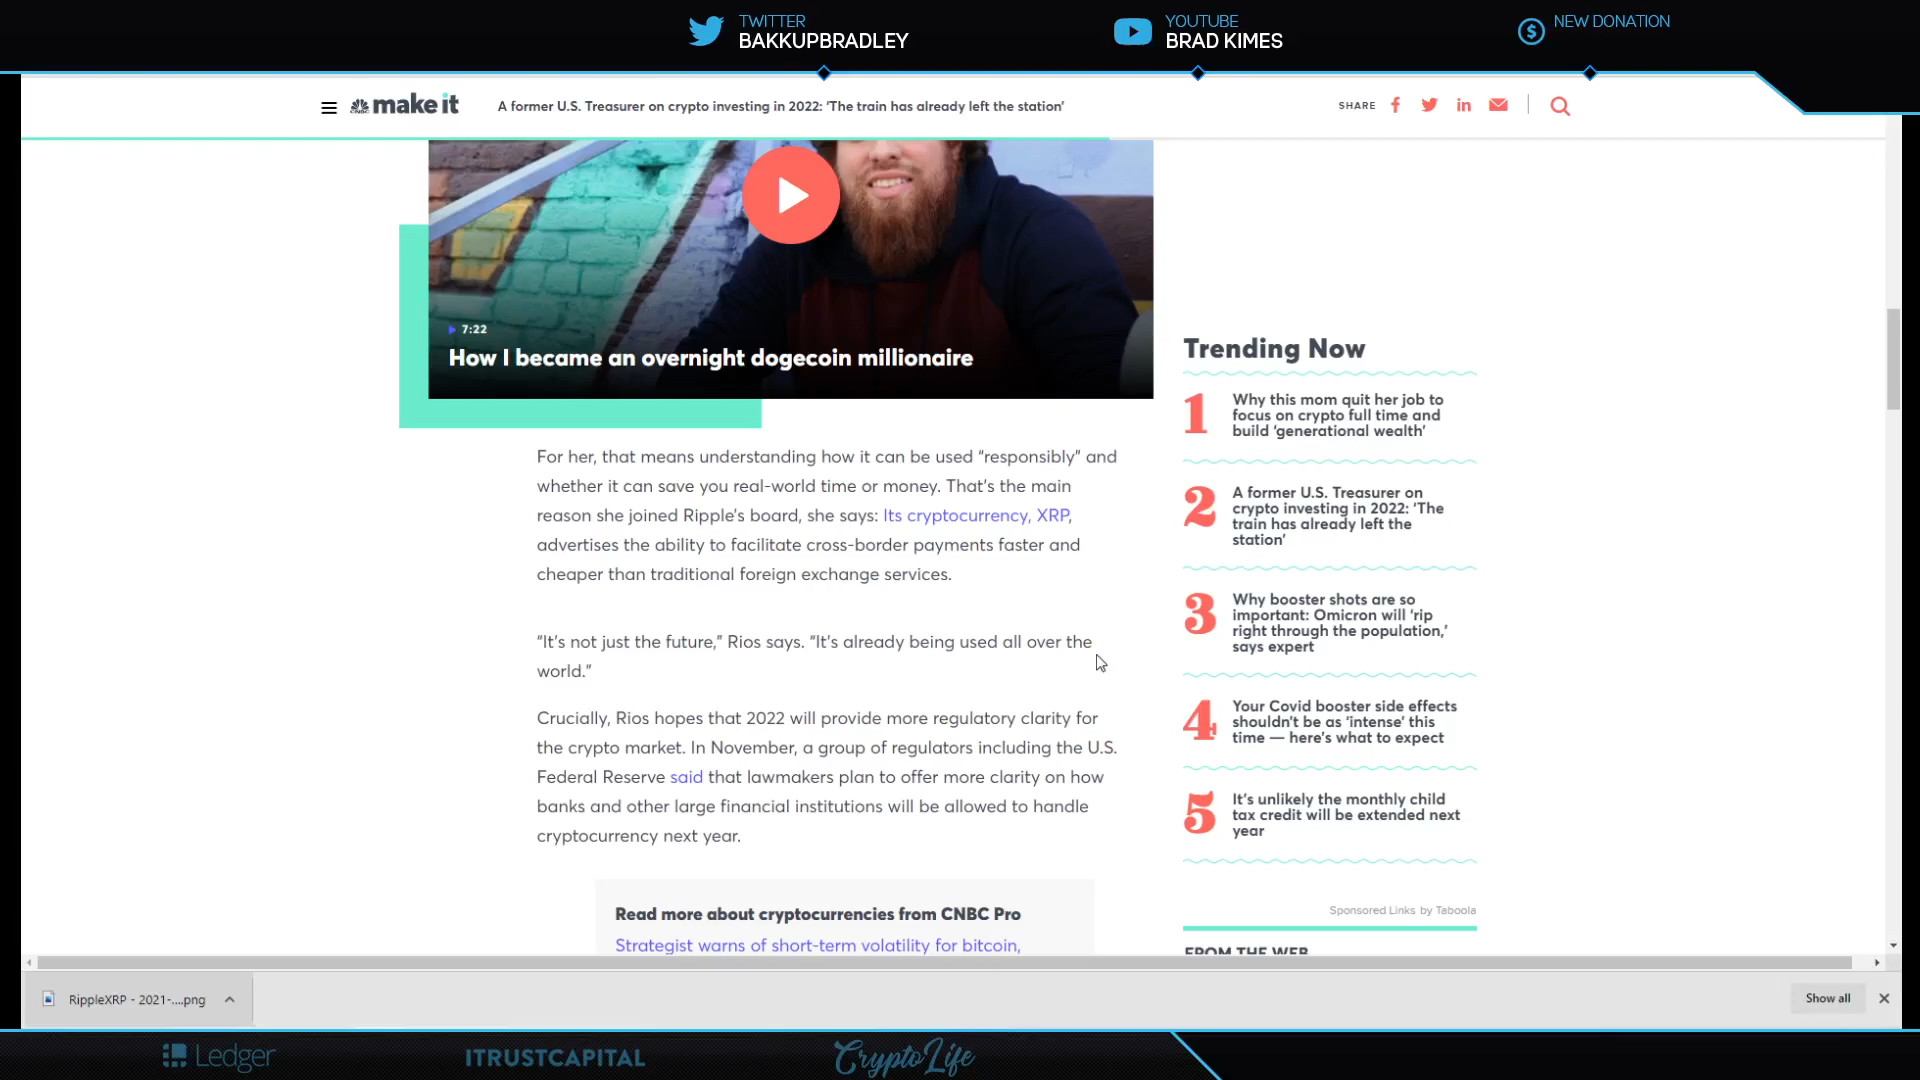 TWITTER
BAKKUPBRADLEY
YOUTUBE
BRAD KIMES
NEW DONATION
CNBC make it
A former U.S. Treasurer on crypto investing in 2022: ‘The train has already left the station’
SHARE
7:22
How I became an overnight dogecoin millionaire
For her, that means understanding how it can be used “responsibly” and
whether it can save you real-world time or money. That’s the main
reason she joined Ripple’s board, she says: Its cryptocurrency, XRP,
advertises the ability to facilitate cross-border payments faster and
cheaper than traditional foreign exchange services.
“It’s not just the future,” Rios says. “It’s already being used all over the
world.”
Crucially, Rios hopes that 2022 will provide more regulatory clarity for
the crypto market. In November, a group of regulators including the U.S.
Federal Reserve said that lawmakers plan to offer more clarity on how
banks and other large financial institutions will be allowed to handle
cryptocurrency next year.
Read more about cryptocurrencies from CNBC Pro
Strategist warns of short-term volatility for bitcoin,
Trending Now
1
Why this mom quit her job to
focus on crypto full time and
build ‘generational wealth’
2
A former U.S. Treasurer on
crypto investing in 2022: ‘The
train has already left the
station’
3
Why booster shots are so
important: Omicron will ‘rip
right through the population,’
says expert
4
Your Covid booster side effects
shouldn’t be as ‘intense’ this
time — here’s what to expect
5
It’s unlikely the monthly child
tax credit will be extended next
year
Sponsored Links by Taboola
FROM THE WEB
RippleXRP - 2021-....png
Show all
Ledger
ITRUSTCAPITAL
CryptoLife